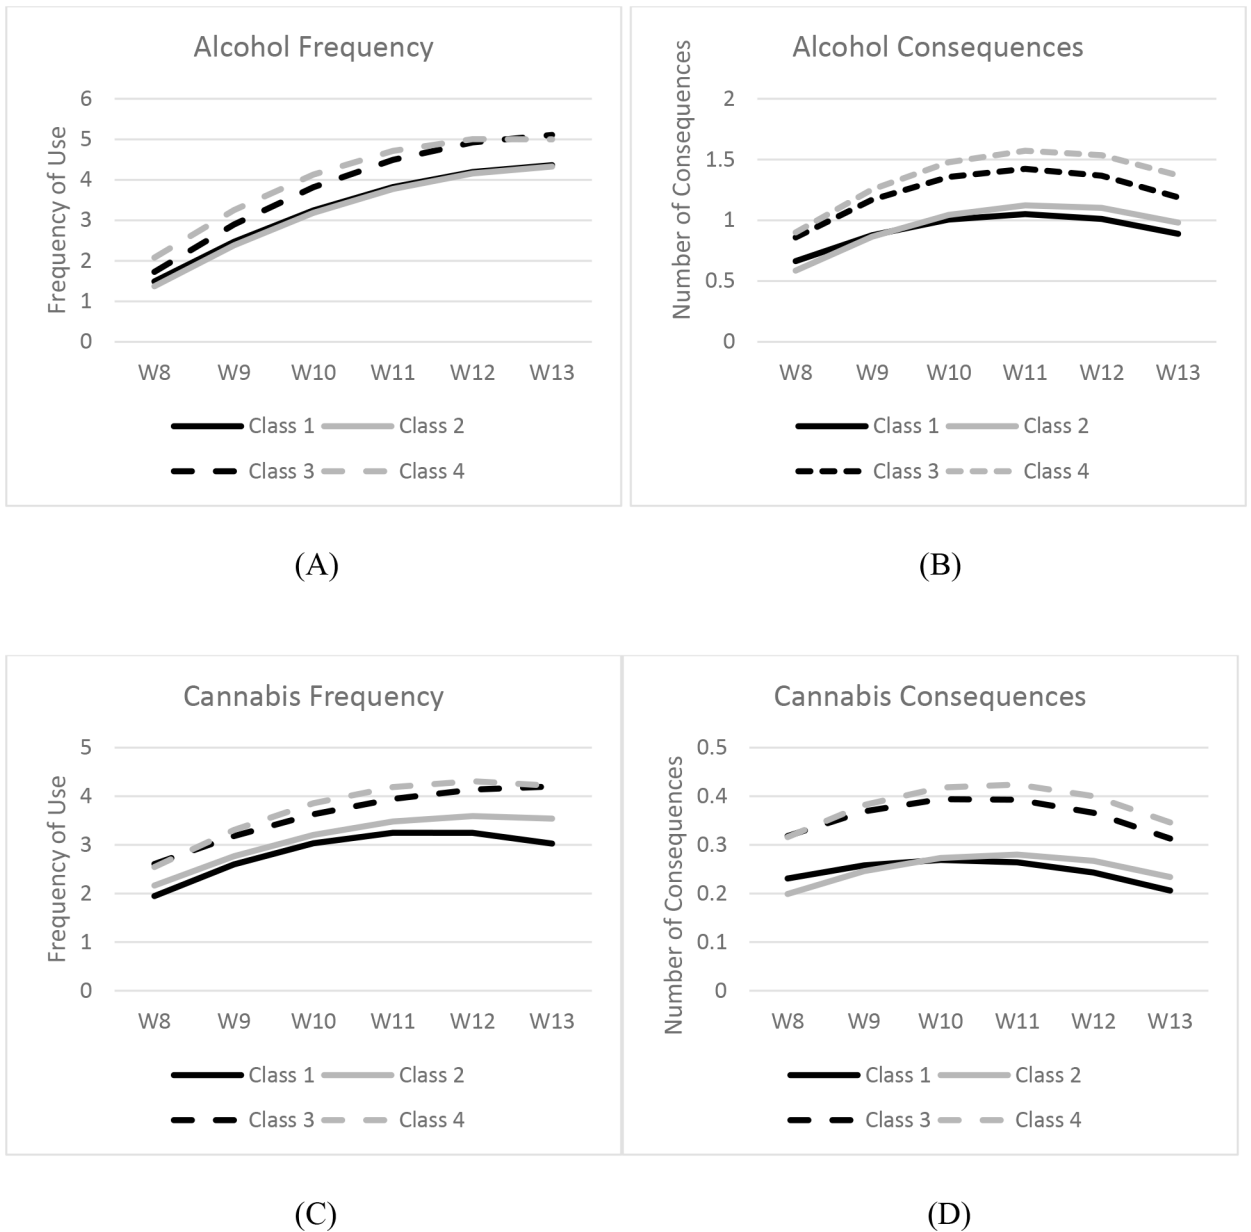 Alcohol Frequency
Frequency of Use
6
5
4
3
2
1
0
W8 W9 W10 W11 W12 W13
Class 1 Class 2
Class 3 Class 4
(A)
Alcohol Consequences
Number of Consequences
2
1.5
1
0.5
0
W8 W9 W10 W11 W12 W13
Class 1 Class 2
Class 3 Class 4
(B)
Cannabis Frequency
Frequency of Use
5
4
3
2
1
0
W8 W9 W10 W11 W12 W13
Class 1 Class 2
Class 3 Class 4
(C)
Cannabis Consequences
Number of Consequences
0.5
0.4
0.3
0.2
0.1
0
W8 W9 W10 W11 W12 W13
Class 1 Class 2
Class 3 Class 4
(D)